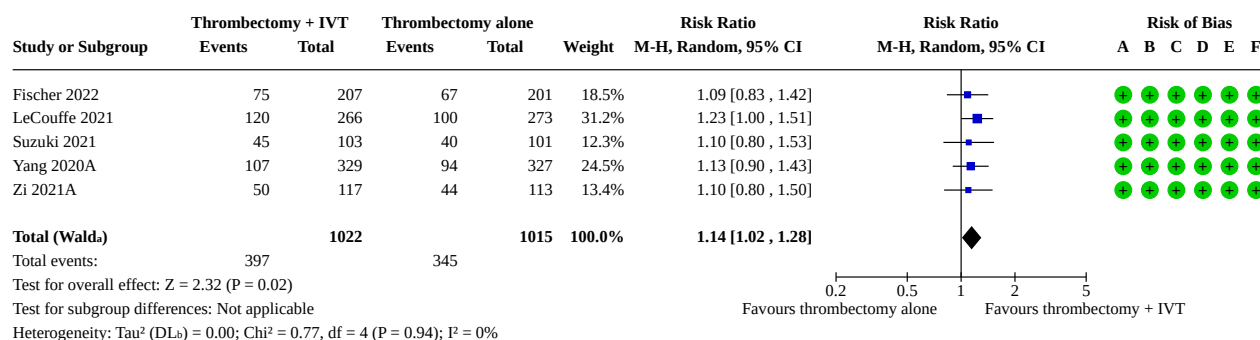 Thrombectomy + IVT Thrombectomy alone Risk Ratio Risk Ratio Risk of Bias
Study or Subgroup Events Total Events Total Weight M-H, Random, 95% CI M-H, Random, 95% CI A B C D E F
Fischer 2022 75 207 67 201 18.5% 1.09 [0.83 , 1.42] + + + + + +
LeCouffe 2021 120 266 100 273 31.2% 1.23 [1.00 , 1.51] + + + + + +
Suzuki 2021 45 103 40 101 12.3% 1.10 [0.80 , 1.53] + + + + + +
Yang 2020A 107 329 94 327 24.5% 1.13 [0.90 , 1.43] + + + + + +
Zi 2021A 50 117 44 113 13.4% 1.10 [0.80 , 1.50] + + + + + +
Total (Waldₐ) 1022 1015 100.0% 1.14 [1.02 , 1.28]
Total events: 397 345
Test for overall effect: Z = 2.32 (P = 0.02) 0.2 0.5 1 2 5
Test for subgroup differences: Not applicable Favours thrombectomy alone Favours thrombectomy + IVT
Heterogeneity: Tau² (DLb) = 0.00; Chi² = 0.77, df = 4 (P = 0.94); I² = 0%